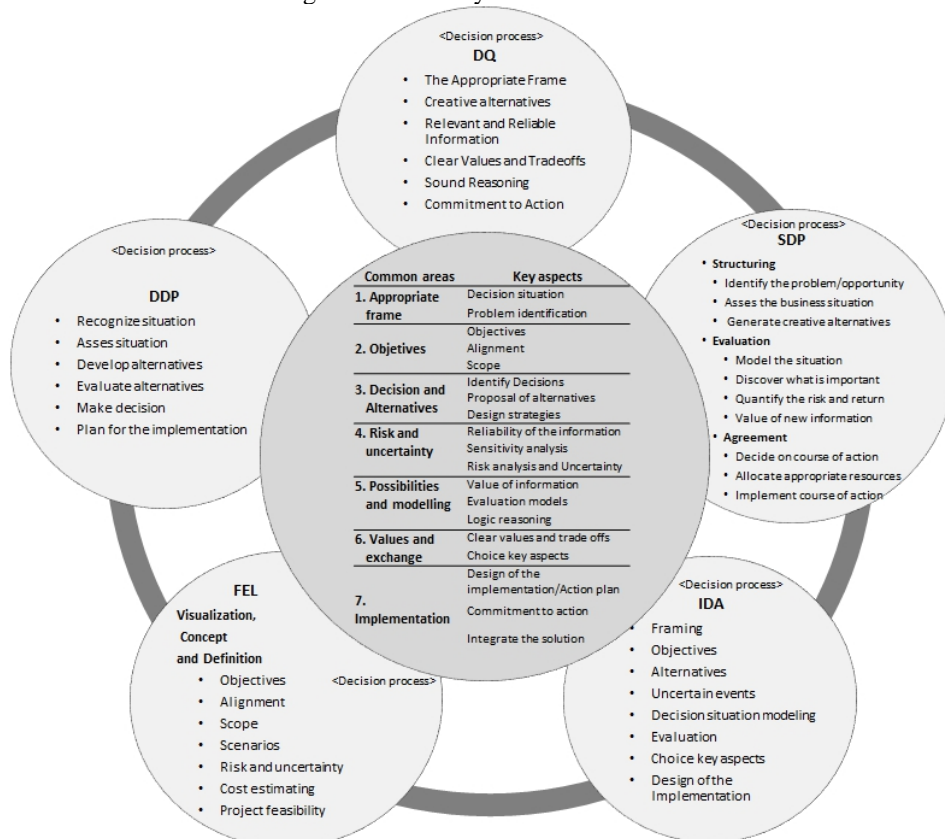 <Decision process>
DQ
• The Appropriate Frame
• Creative alternatives
• Relevant and Reliable
Information
• Clear Values and Tradeoffs
• Sound Reasoning
• Commitment to Action
<Decision process>
SDP
• Structuring
• Identify the problem/opportunity
• Asses the business situation
• Generate creative alternatives
• Evaluation
• Model the situation
• Discover what is important
• Quantify the risk and return
• Value of new information
• Agreement
• Decide on course of action
• Allocate appropriate resources
• Implement course of action
<Decision process>
DDP
• Recognize situation
• Asses situation
• Develop alternatives
• Evaluate alternatives
• Make decision
• Plan for the implementation
Common areas Key aspects
1. Appropriate
frame
Decision situation
Problem identification
2. Objetives
Objectives
Alignment
Scope
3. Decision and
Alternatives
Identify Decisions
Proposal of alternatives
Design strategies
4. Risk and
uncertainty
Reliability of the information
Sensitivity analysis
Risk analysis and Uncertainty
5. Possibilities
and modelling
Value of information
Evaluation models
Logic reasoning
6. Values and
exchange
Clear values and trade offs
Choice key aspects
7.
Implementation
Design of the
implementation/Action plan
Commitment to action
Integrate the solution
FEL
Visualization,
Concept
and Definition
<Decision process>
• Objectives
• Alignment
• Scope
• Scenarios
• Risk and uncertainty
• Cost estimating
• Project feasibility
<Decision process>
IDA
• Framing
• Objectives
• Alternatives
• Uncertain events
• Decision situation modeling
• Evaluation
• Choice key aspects
• Design of the
Implementation